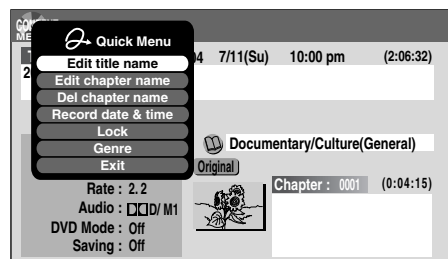 Quick Menu
Edit title name
Edit chapter name
Del chapter name
Record date & time
Lock
Genre
Exit
4 7/11(Su) 10:00 pm (2:06:32)
2
Documentary/Culture(General)
Original
Rate : 2.2
Chapter : 0001 (0:04:15)
Audio : D/ M1
DVD Mode : Off
Saving : Off